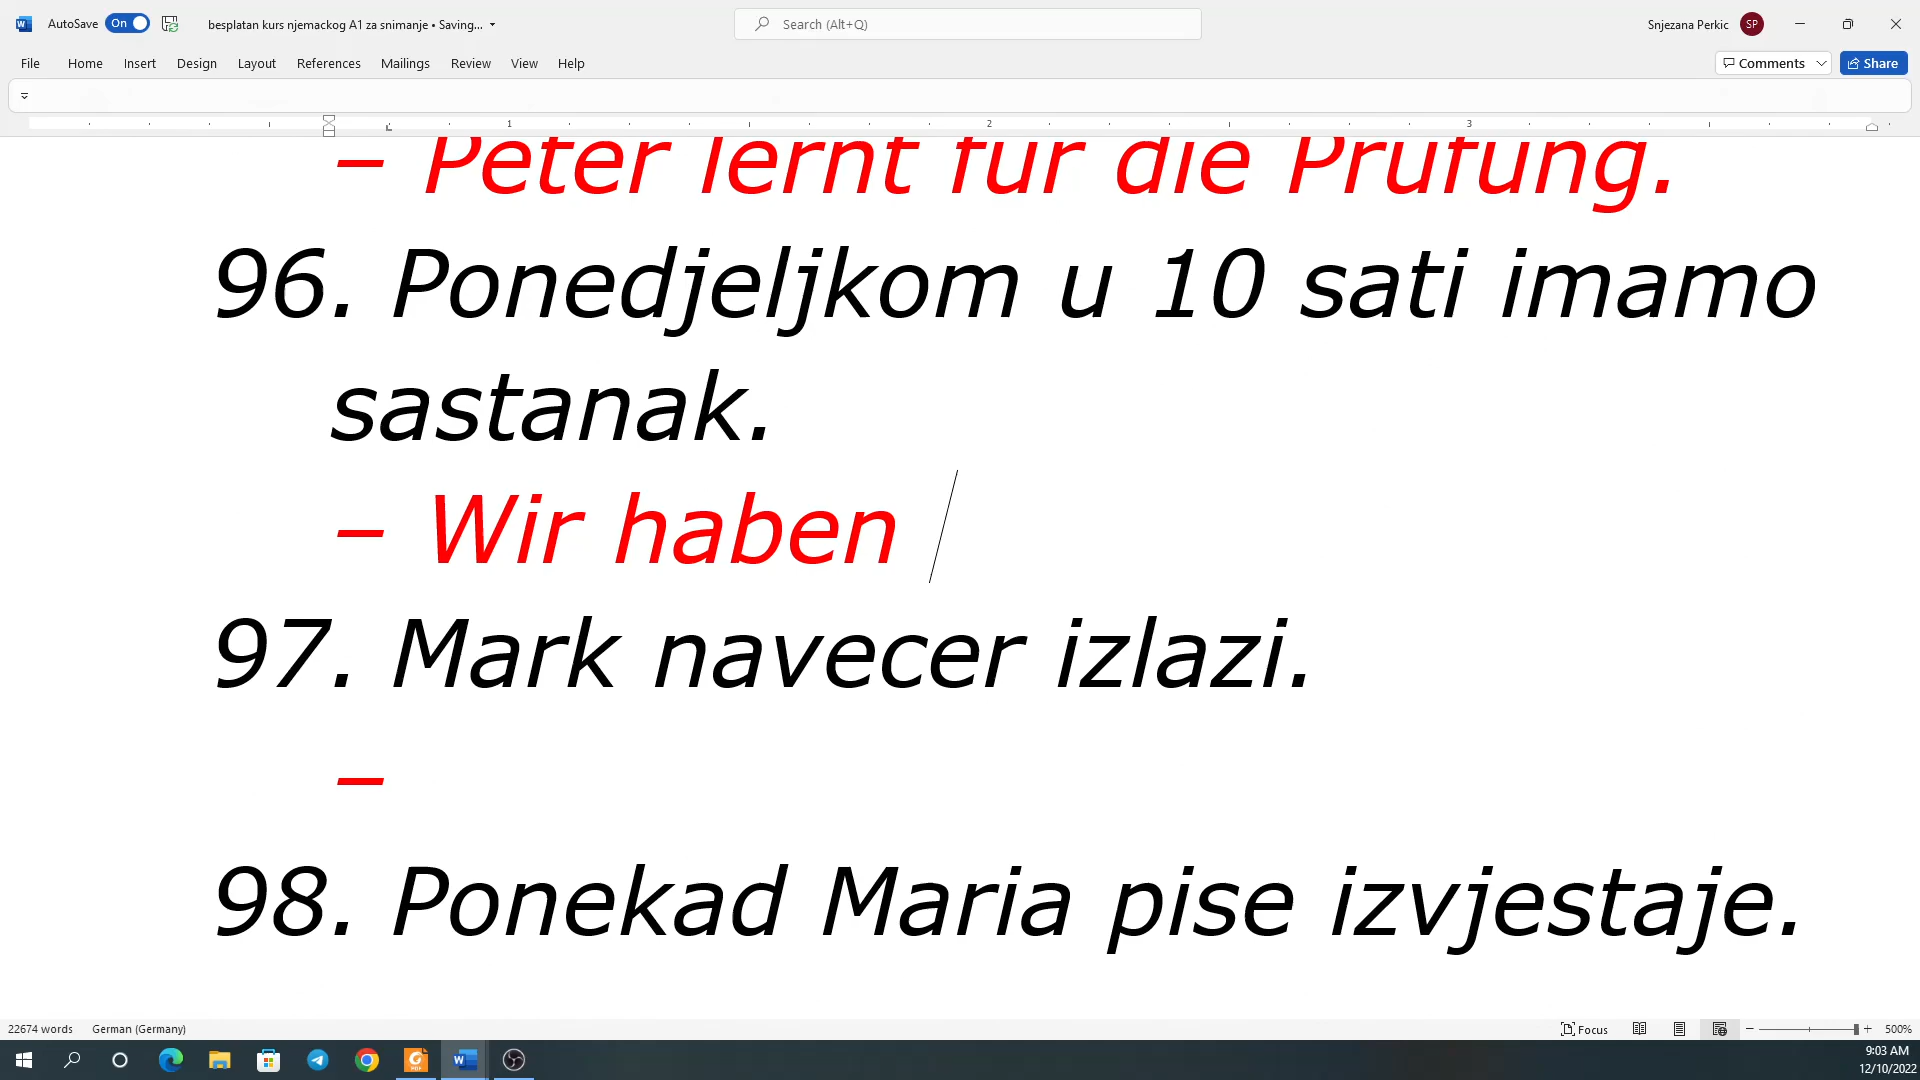 AutoSave On besplatan kurs njemackog A1 za snimanje • Saving... Search (Alt+Q) Snjezana Perkic SP
File Home Insert Design Layout References Mailings Review View Help Comments Share
1 2 3
– Peter lernt für die Prüfung.
96. Ponedjeljkom u 10 sati imamo
sastanak.
– Wir haben
97. Mark navecer izlazi.
–
98. Ponekad Maria pise izvjestaje.
22674 words German (Germany) Focus 500%
9:03 AM
12/10/2022